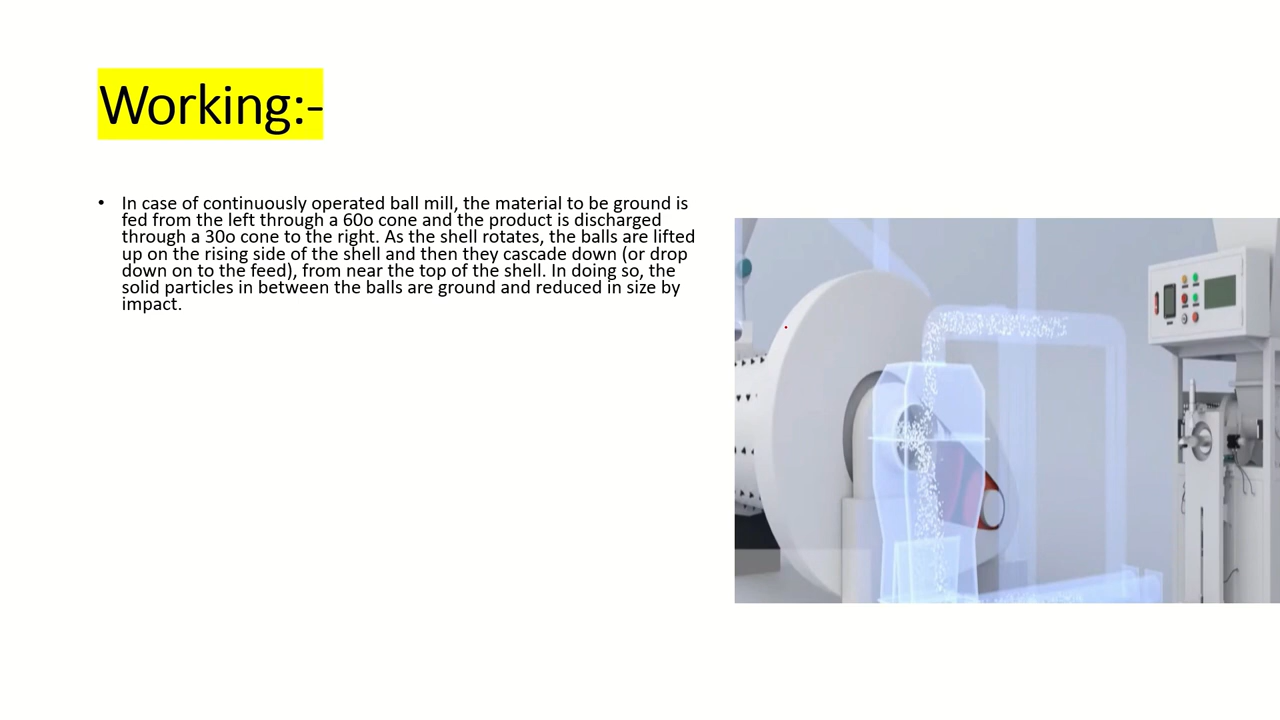 Working:-
• In case of continuously operated ball mill, the material to be ground is
fed from the left through a 60o cone and the product is discharged
through a 30o cone to the right. As the shell rotates, the balls are lifted
up on the rising side of the shell and then they cascade down (or drop
down on to the feed), from near the top of the shell. In doing so, the
solid particles in between the balls are ground and reduced in size by
impact.